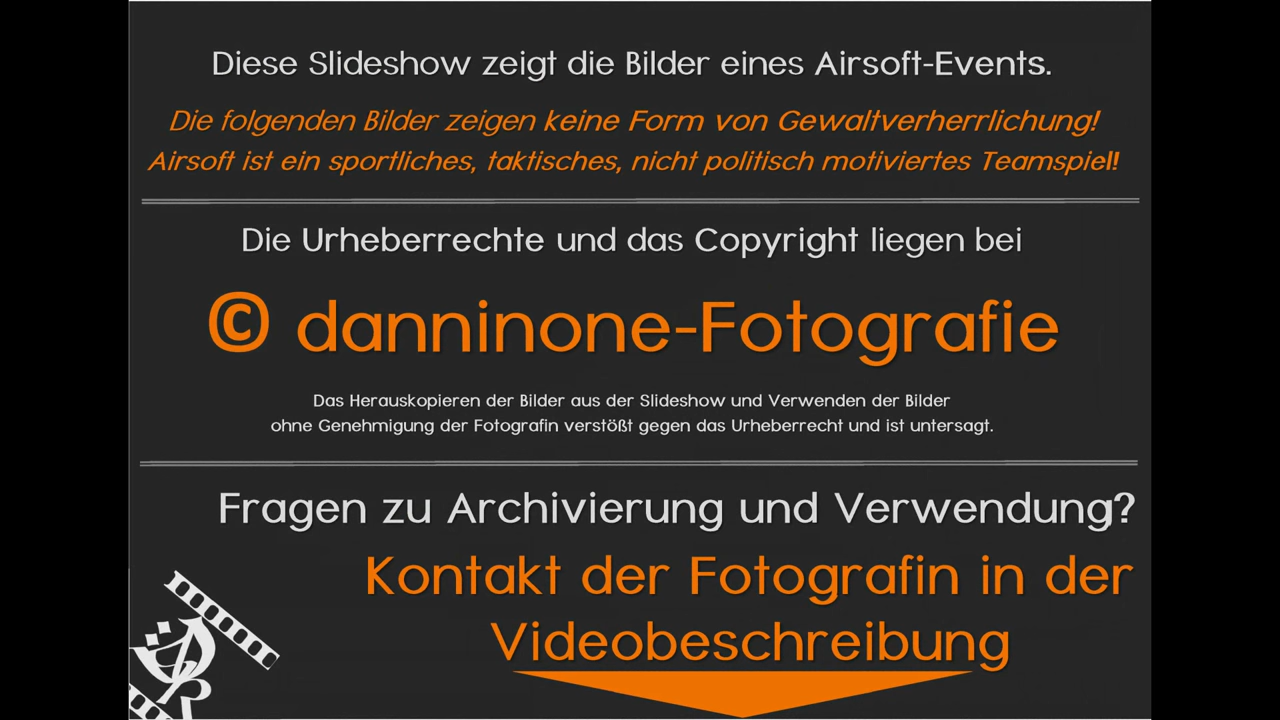 Diese Slideshow zeigt die Bilder eines Airsoft-Events.
Die folgenden Bilder zeigen keine Form von Gewaltverherrlichung!
Airsoft ist ein sportliches, taktisches, nicht politisch motiviertes Teamspiel!
Die Urheberrechte und das Copyright liegen bei
© danninone-Fotografie
Das Herauskopieren der Bilder aus der Slideshow und Verwenden der Bilder
ohne Genehmigung der Fotografin verstößt gegen das Urheberrecht und ist untersagt.
Fragen zu Archivierung und Verwendung?
Kontakt der Fotografin in der
Videobeschreibung